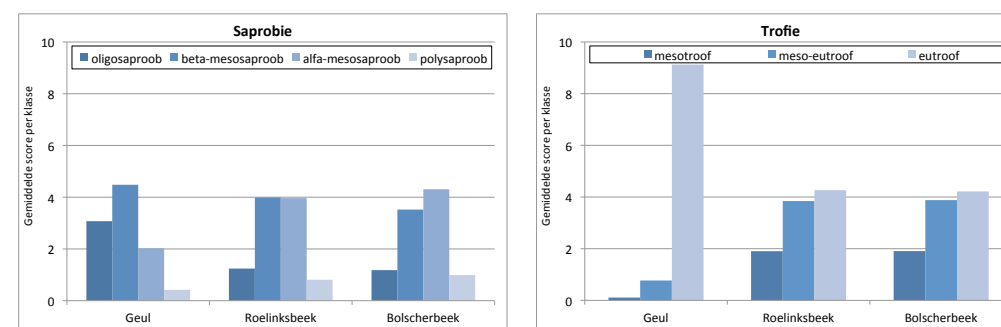 Saprobie
10
8
6
4
2
0
Gemiddelde score per klasse
oligosaproob beta-mesosaproob alfa-mesosaproob polysaproob
Geul Roelinksbeek Bolscherbeek
Trofie
10
8
6
4
2
0
Gemiddelde score per klasse
mesotroof meso-eutroof eutroof
Geul Roelinksbeek Bolscherbeek